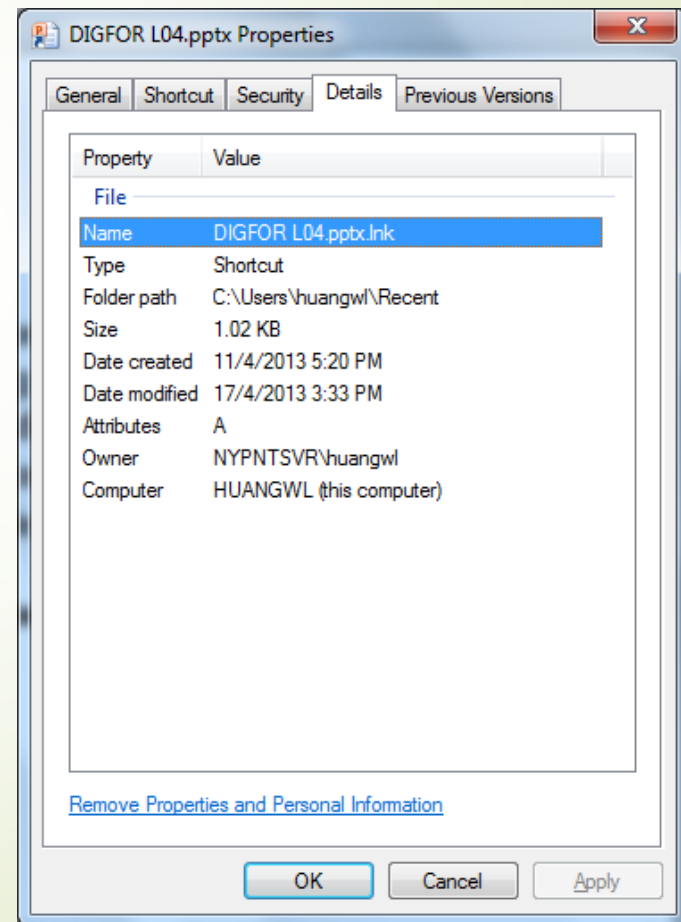 DIGFOR L04.pptx Properties
General Shortcut Security Details Previous Versions
Property Value
File
Name DIGFOR L04.pptx.lnk
Type Shortcut
Folder path C:\Users\huangwl\Recent
Size 1.02 KB
Date created 11/4/2013 5:20 PM
Date modified 17/4/2013 3:33 PM
Attributes A
Owner NYPNTSVR\huangwl
Computer HUANGWL (this computer)
Remove Properties and Personal Information
OK Cancel Apply